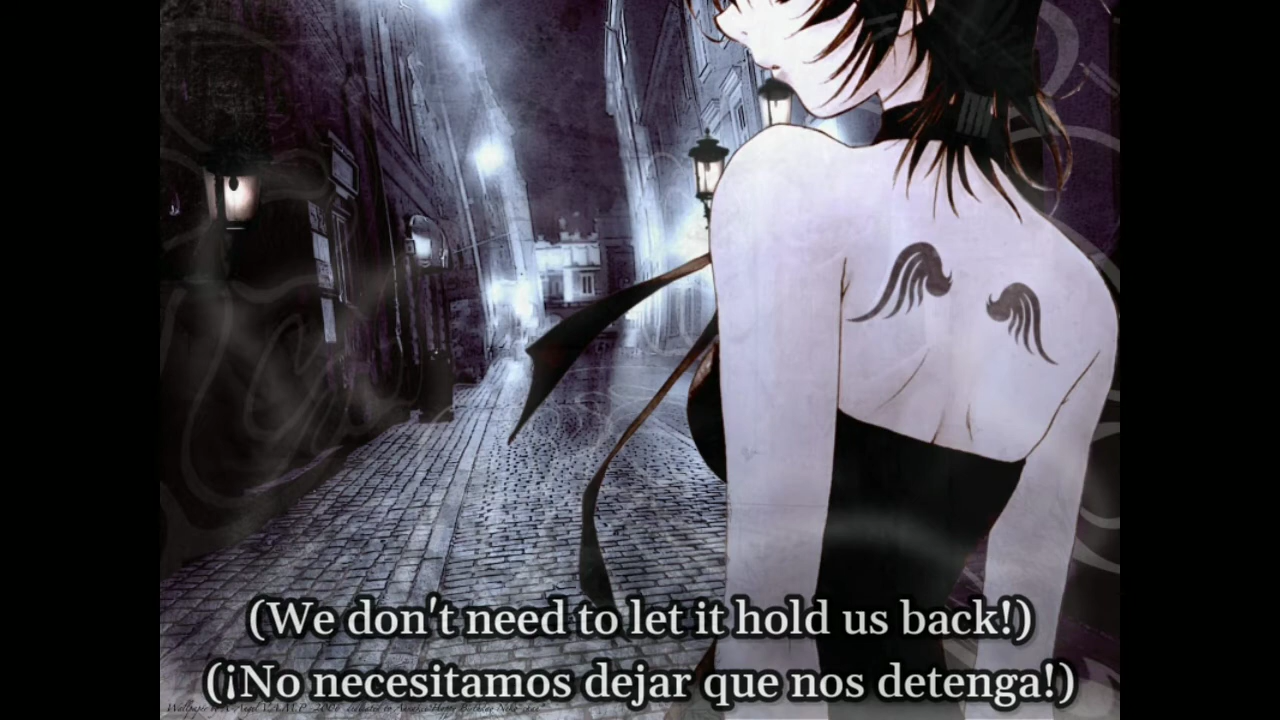 (We don't need to let it hold us back!)
(¡No necesitamos dejar que nos detenga!)